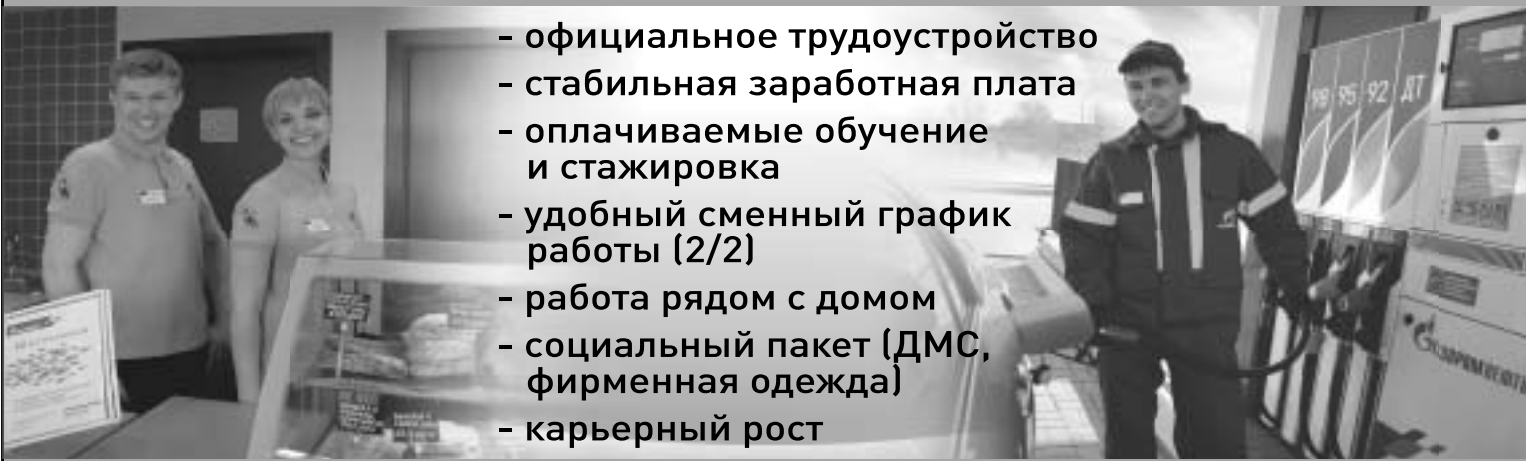 - официальное трудоустройство
- стабильная заработная плата
- оплачиваемые обучение
и стажировка
- удобный сменный график
работы (2/2)
- работа рядом с домом
- социальный пакет (ДМС,
фирменная одежда)
- карьерный рост
98 95 92 ДТ
ГАЗПРОМНЕФТЬ